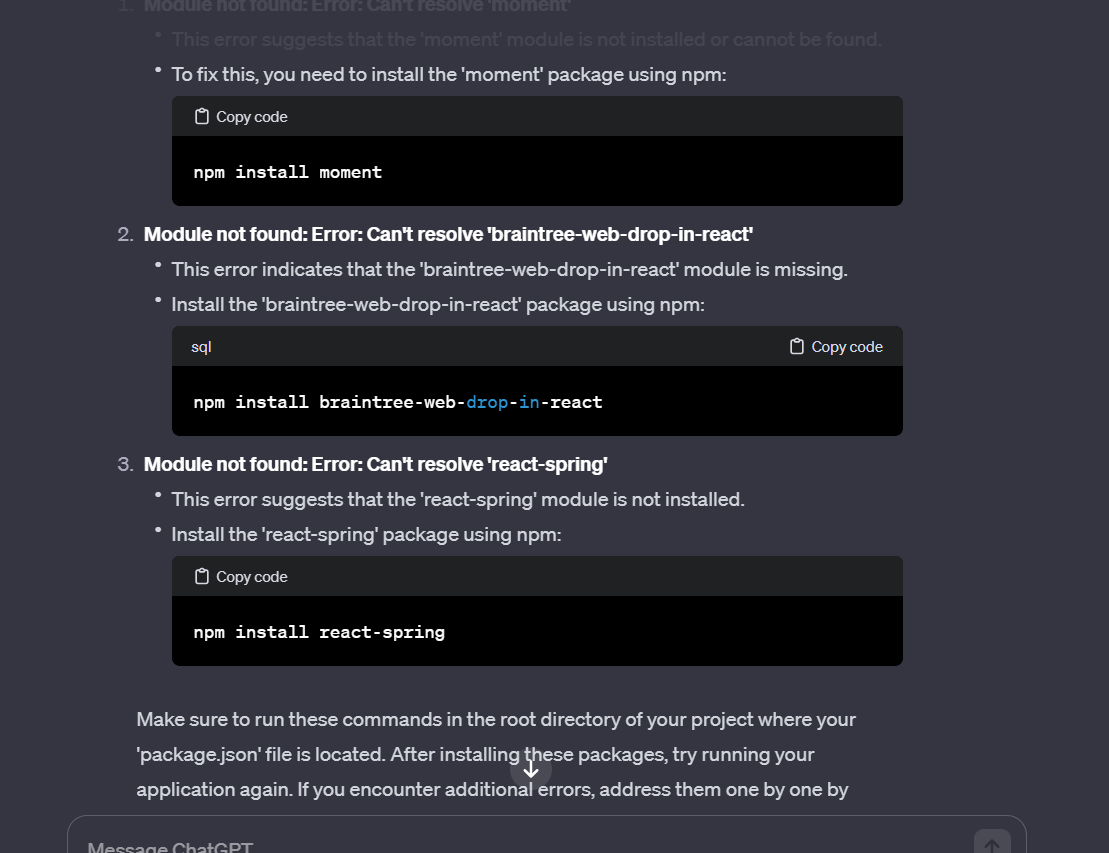 1. Module not found: Error: Can't resolve 'moment'
• This error suggests that the 'moment' module is not installed or cannot be found.
• To fix this, you need to install the 'moment' package using npm:
Copy code
npm install moment
2. Module not found: Error: Can't resolve 'braintree-web-drop-in-react'
• This error indicates that the 'braintree-web-drop-in-react' module is missing.
• Install the 'braintree-web-drop-in-react' package using npm:
sql Copy code
npm install braintree-web-drop-in-react
3. Module not found: Error: Can't resolve 'react-spring'
• This error suggests that the 'react-spring' module is not installed.
• Install the 'react-spring' package using npm:
Copy code
npm install react-spring
Make sure to run these commands in the root directory of your project where your
'package.json' file is located. After installing these packages, try running your
application again. If you encounter additional errors, address them one by one by
Message ChatGPT